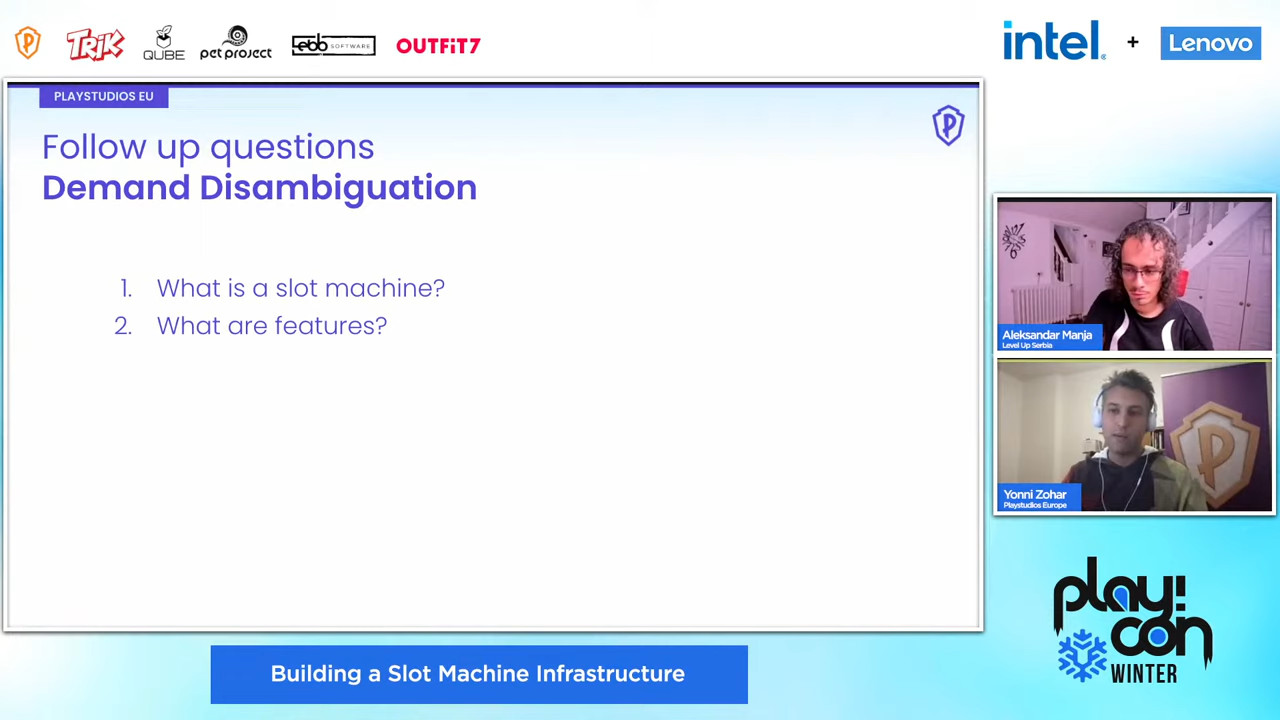 TRIK
QUBE
pet project
Lebb SOFTWARE
OUTFIT7
intel + Lenovo
PLAYSTUDIOS EU
Follow up questions
Demand Disambiguation
1. What is a slot machine?
2. What are features?
Aleksandar Manja
Level Up Serbia
Yonni Zohar
Playstudios Europe
Building a Slot Machine Infrastructure
play!
con
WINTER